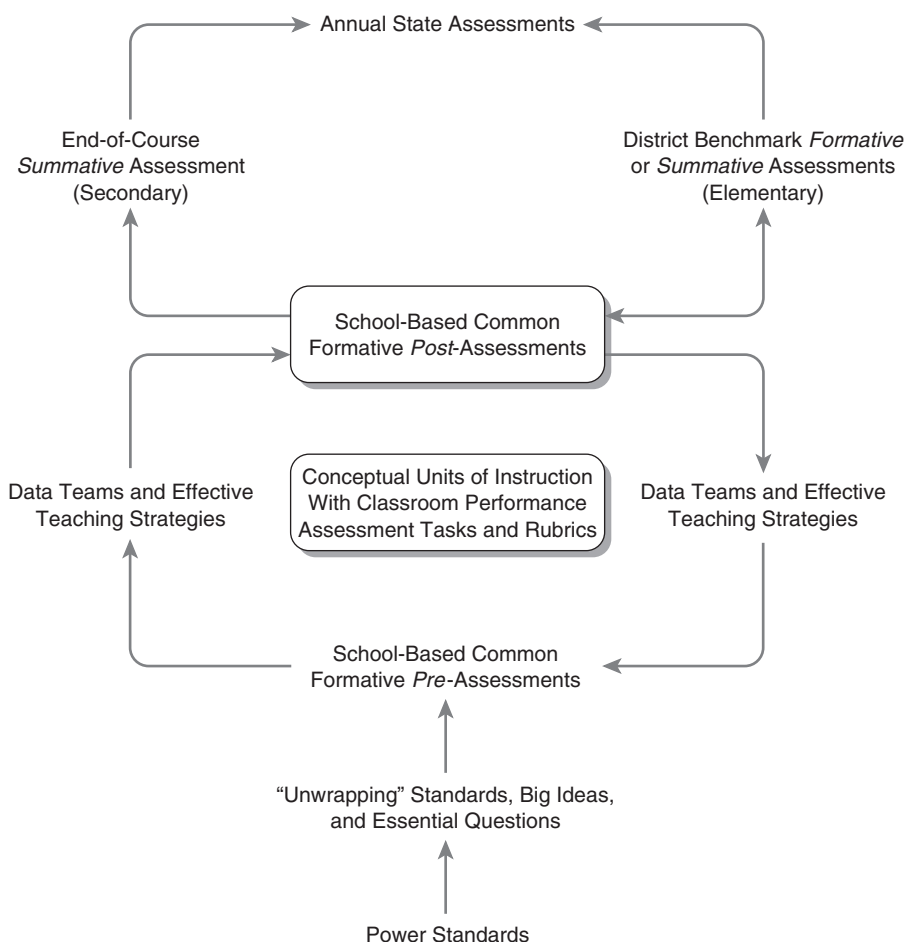 Annual State Assessments
End-of-Course
Summative Assessment
(Secondary)
District Benchmark Formative
or Summative Assessments
(Elementary)
School-Based Common
Formative Post-Assessments
Data Teams and Effective
Teaching Strategies
Conceptual Units of Instruction
With Classroom Performance
Assessment Tasks and Rubrics
Data Teams and Effective
Teaching Strategies
School-Based Common
Formative Pre-Assessments
“Unwrapping” Standards, Big Ideas,
and Essential Questions
Power Standards